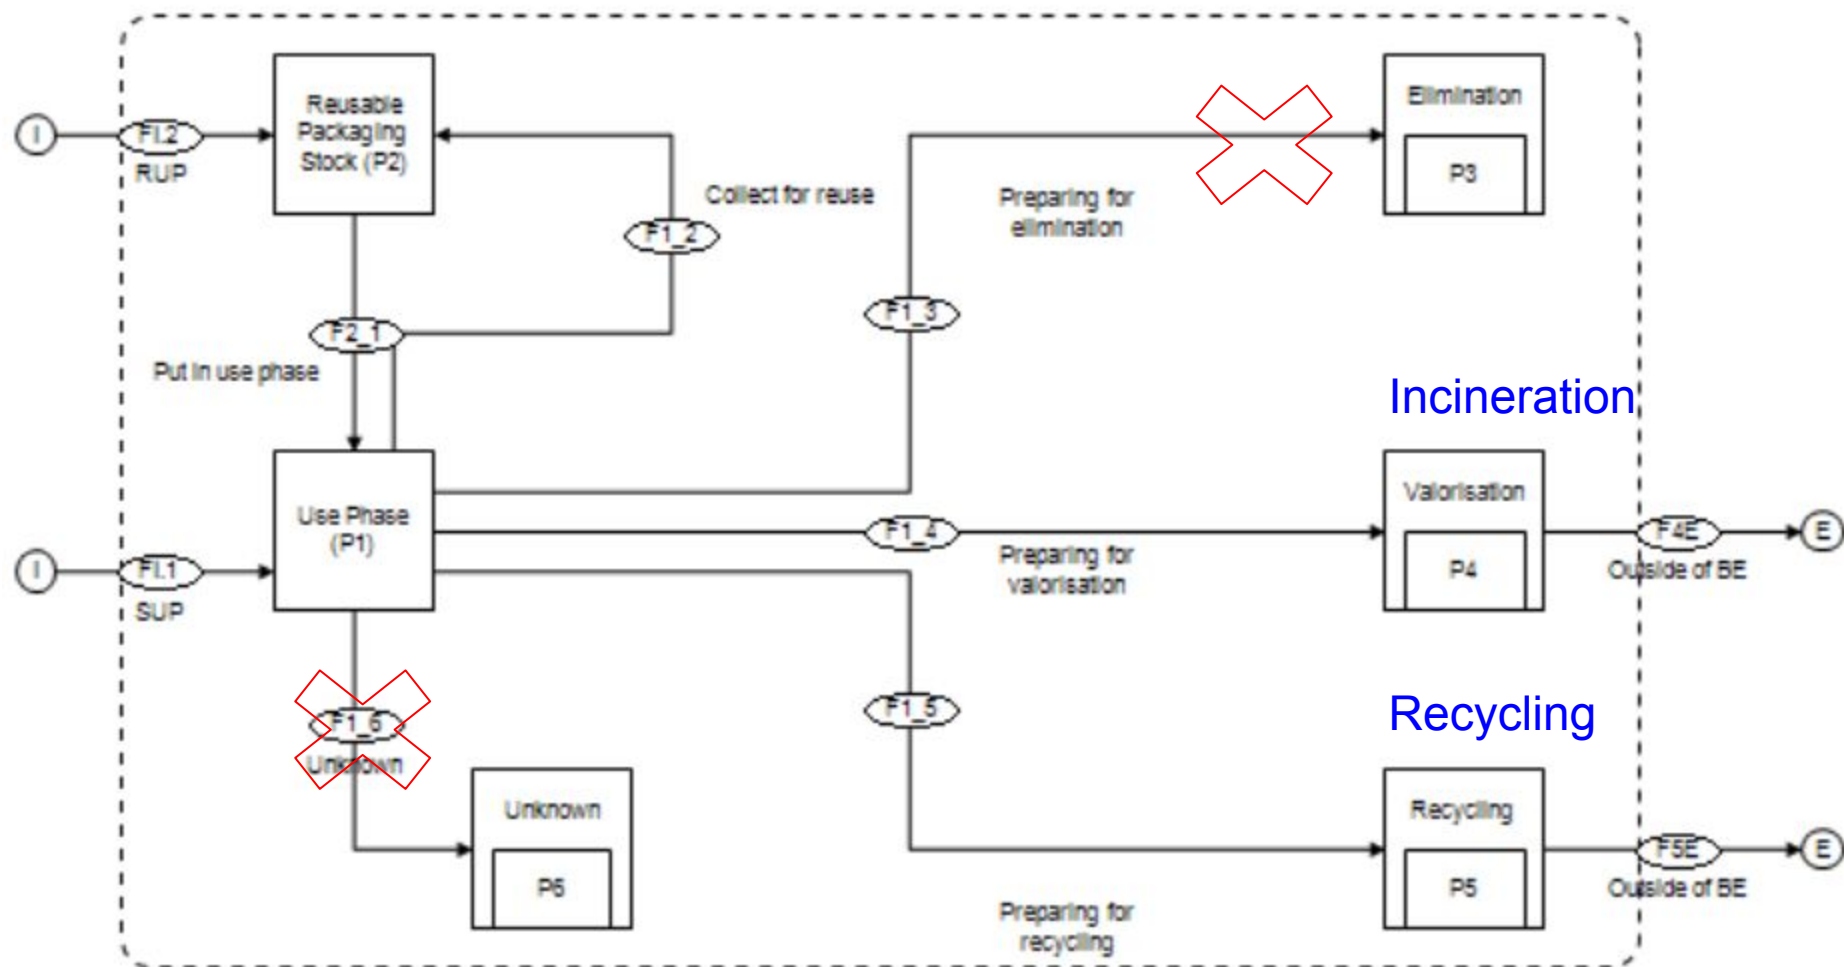 I
FI.2
RUP
Reusable
Packaging
Stock (P2)
Collect for reuse
F1_2
Preparing for
elimination
Elimination
P3
F1_3
F2_1
Put in use phase
Incineration
Use Phase
(P1)
F1_4
Preparing for
valorisation
Valorisation
P4
F4E
Outside of BE
E
I
FI.1
SUP
F1_6
Unknown
F1_5
Recycling
Unknown
P6
Preparing for
recycling
Recycling
P5
F5E
Outside of BE
E